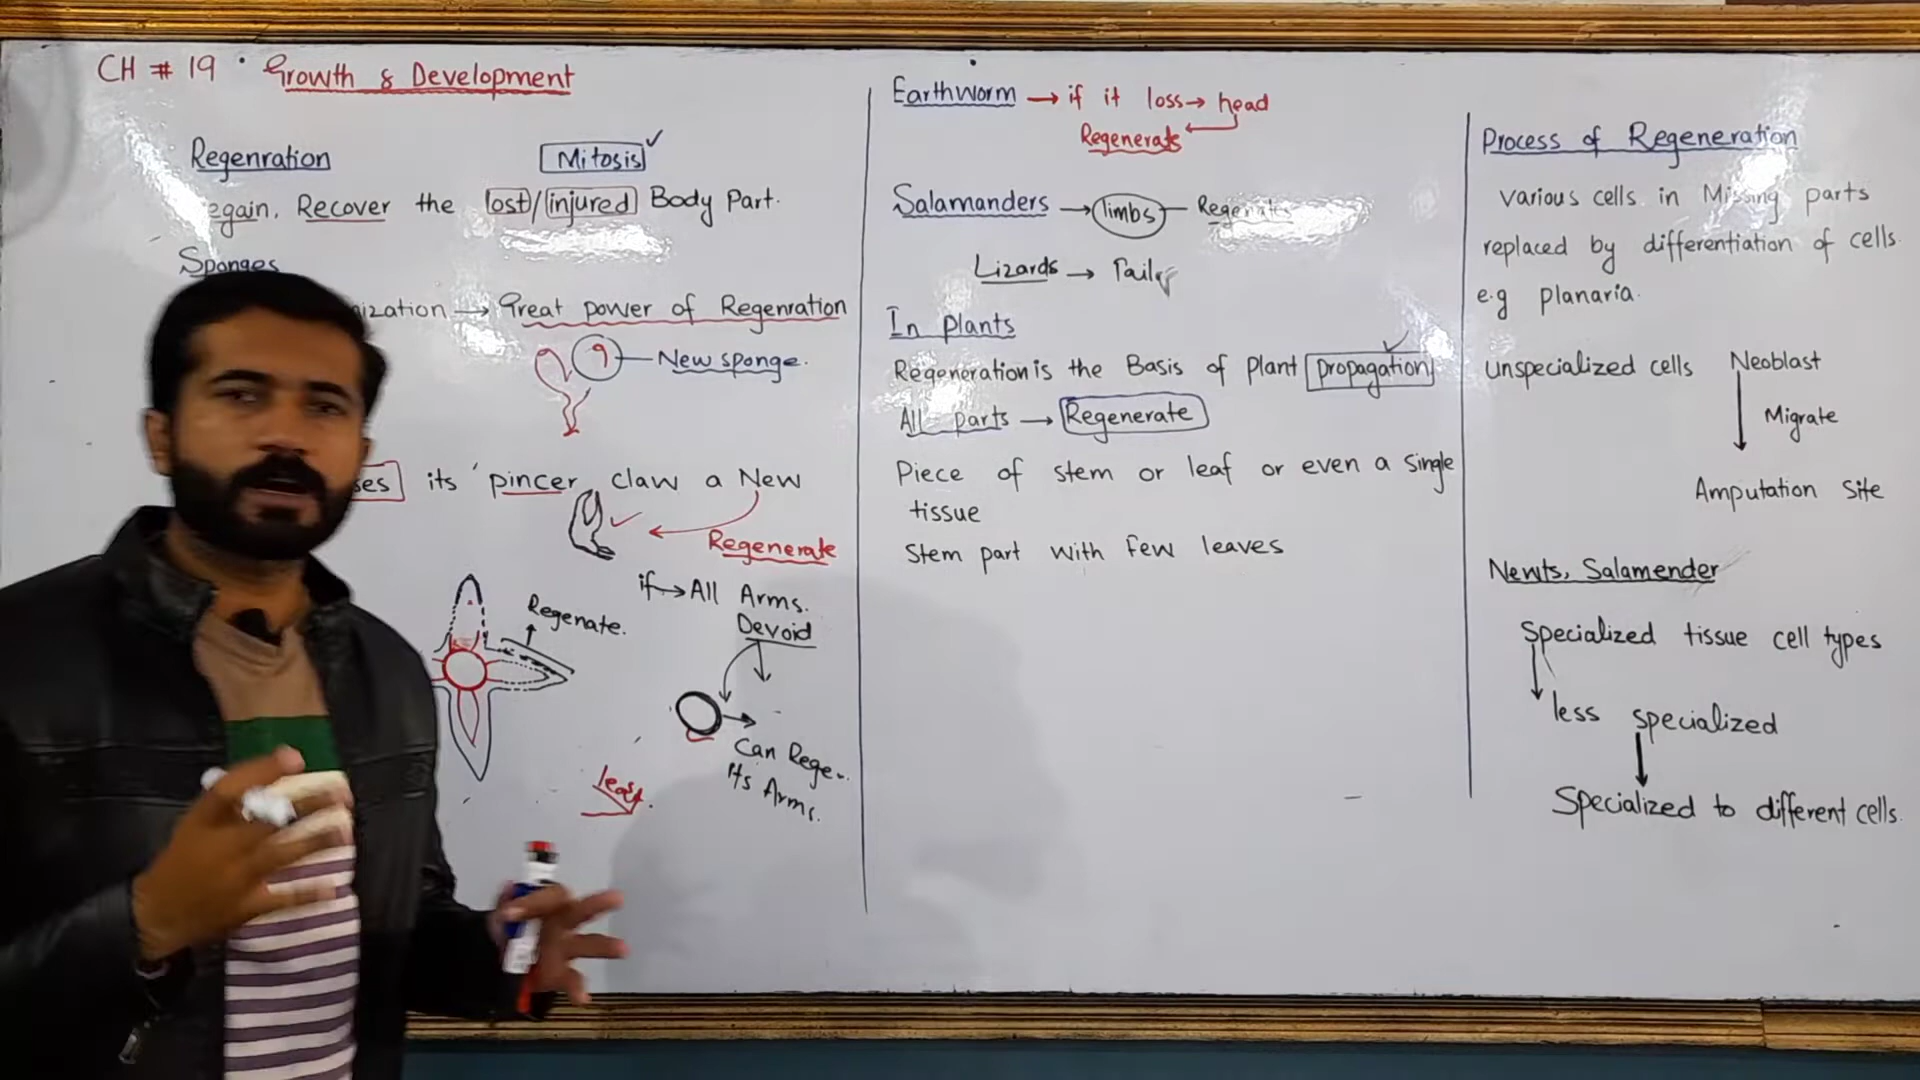 CH # 19 · Growth & Development
Regenration Mitosis
egain, Recover the lost/injured Body Part.
Sponges
ization → Great power of Regenration
New sponge.
ses its pincer claw a New
Regenerate
if → All Arms.
Devoid
Regenate.
Can Rege-
its Arms.
Earthworm → if it loss → head
Regenerate
Salamanders → limbs — Regenrates
Lizards → Tail
In plants
Regeneration is the Basis of plant propagation
All parts → Regenerate
Piece of stem or leaf or even a single
tissue
Stem part with few leaves
Process of Regeneration
Various cells in Missing parts
replaced by differentiation of cells.
e.g planaria.
unspecialized cells Neoblast
Migrate
Amputation Site
Newts, Salamender
Specialized tissue cell types
less specialized
Specialized to different cells.